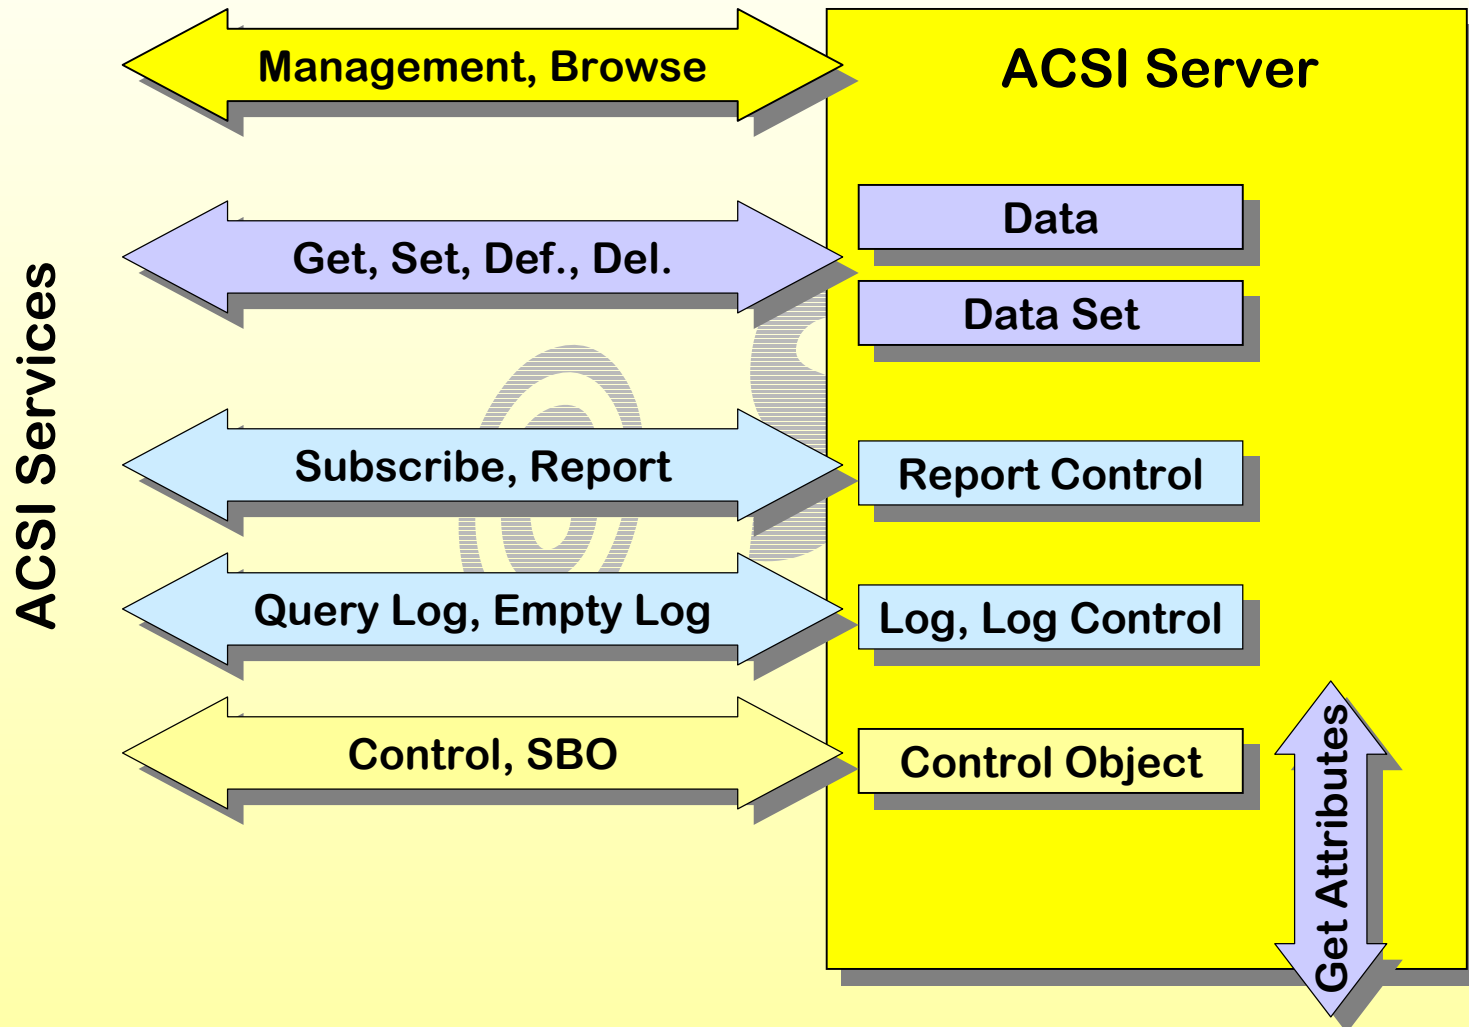 Management, Browse
ACSI Server
Get, Set, Def., Del.
Data
Data Set
ACSI Services
Subscribe, Report
Report Control
Query Log, Empty Log
Log, Log Control
Control, SBO
Control Object
Get Attributes